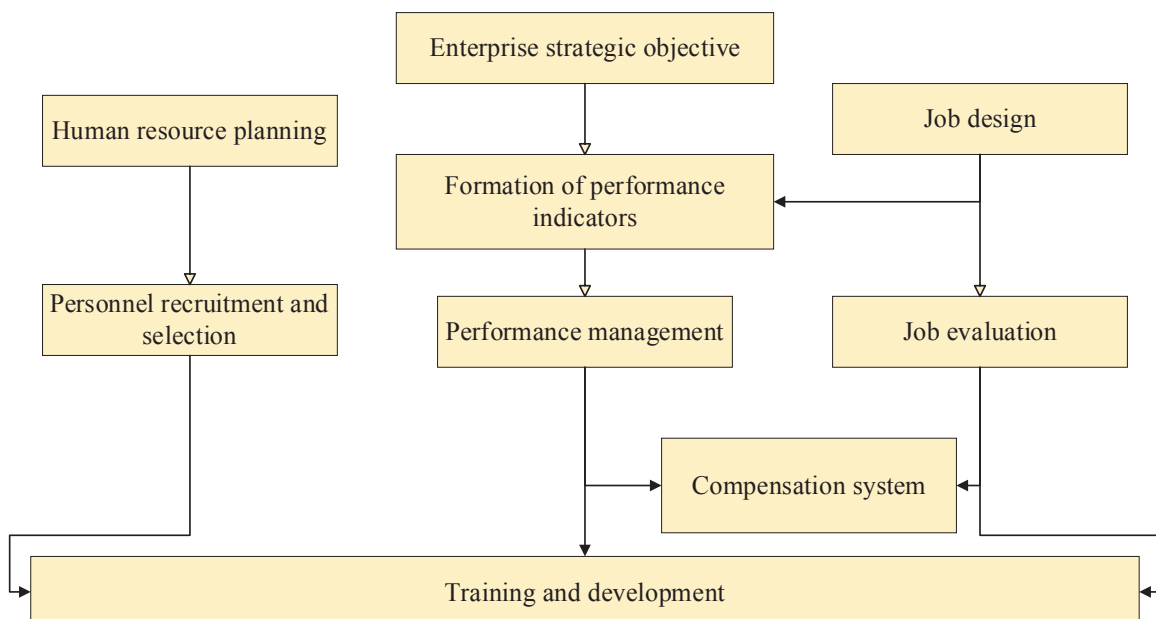 Enterprise strategic objective
Human resource planning
Job design
Formation of performance
indicators
Personnel recruitment and
selection
Performance management
Job evaluation
Compensation system
Training and development